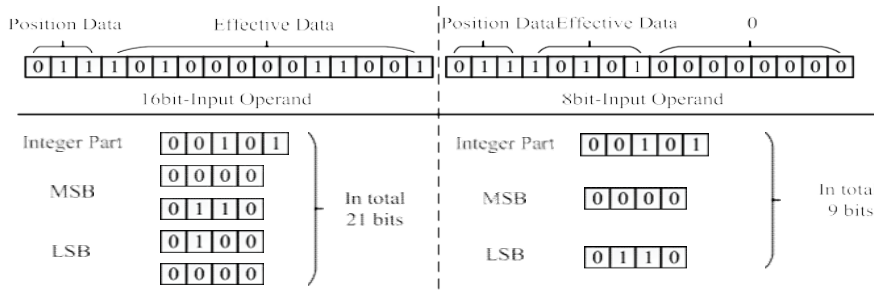 Position Data Effective Data
0 1 1 1 0 1 0 0 0 0 0 1 1 0 0 1
16bit-Input Operand
Integer Part 0 0 1 0 1
MSB
0 0 0 0
0 1 1 0
LSB
0 1 0 0
0 0 0 0
In total
21 bits
Position Data Effective Data 0
0 1 1 1 0 1 0 1 0 0 0 0 0 0 0 0
8bit-Input Operand
Integer Part 0 0 1 0 1
MSB 0 0 0 0
LSB 0 1 1 0
In tota
9 bits